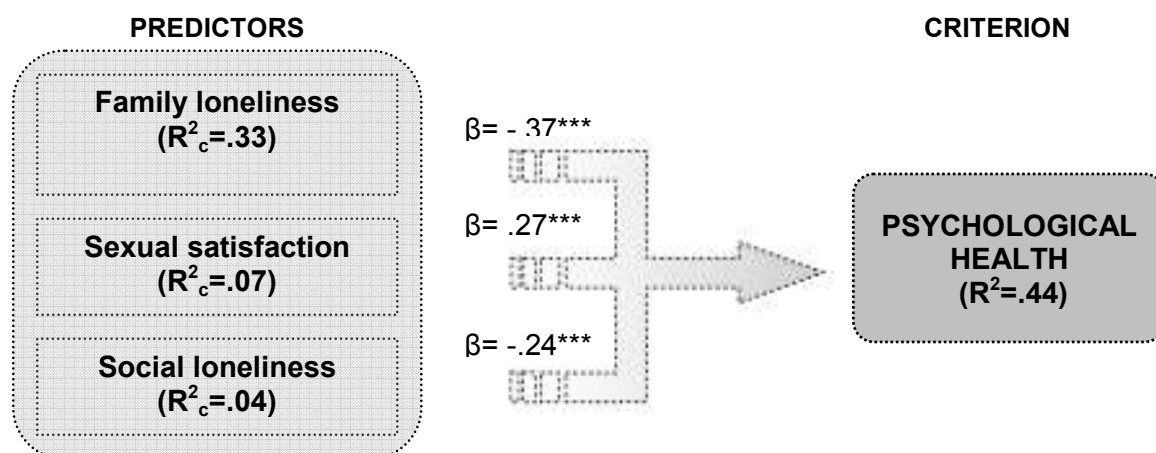 PREDICTORS
CRITERION
Family loneliness
(R²c=.33)
β= -.37***
Sexual satisfaction
(R²c=.07)
β= .27***
Social loneliness
(R²c=.04)
β= -.24***
PSYCHOLOGICAL
HEALTH
(R²=.44)